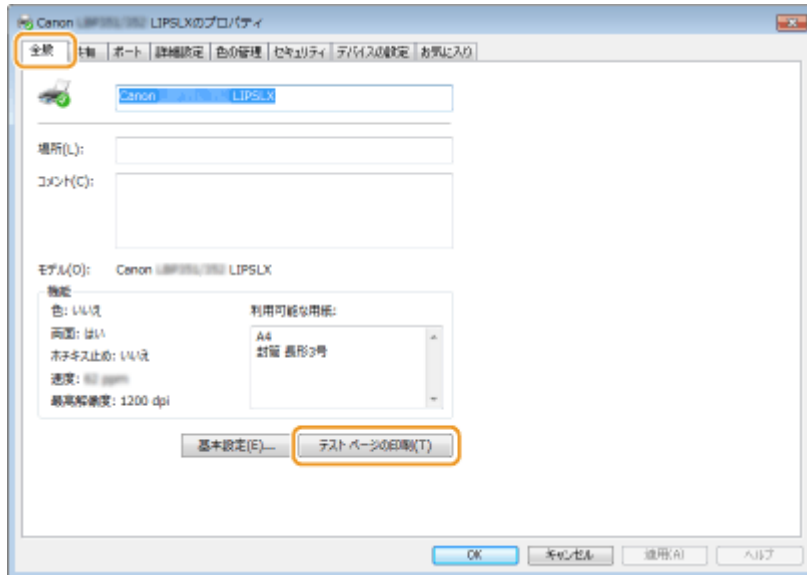 Canon LIPSLXのプロパティ
全般 共有 ポート 詳細設定 色の管理 セキュリティ デバイスの設定 お気に入り
Canon LIPSLX
場所(L):
コメント(C):
モデル(O): Canon LBP351/352 LIPSLX
機能
色: いいえ
利用可能な用紙:
両面: はい
A4
ホチキス止め: いいえ
封筒 長形3号
速度: 62 ppm
最高解像度: 1200 dpi
基本設定(E)...
テスト ページの印刷(T)
OK キャンセル 適用(A) ヘルプ